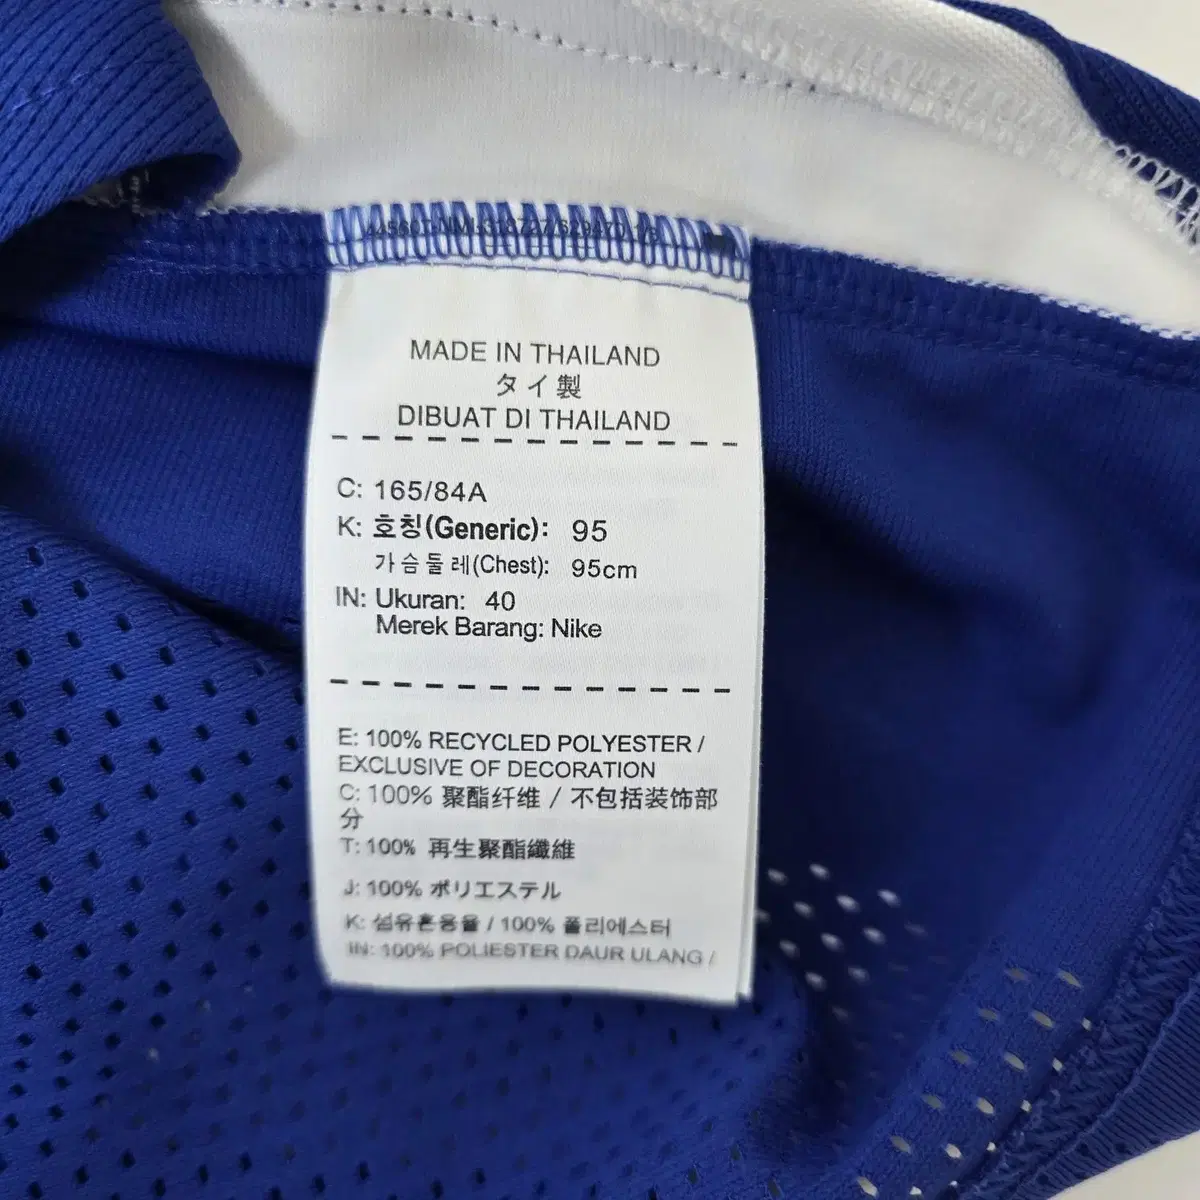 MADE IN THAILAND
タイ製
DIBUAT DI THAILAND
C: 165/84A
K: 호칭(Generic): 95
가슴둘레(Chest): 95cm
IN: Ukuran: 40
Merek Barang: Nike
E: 100% RECYCLED POLYESTER /
EXCLUSIVE OF DECORATION
C: 100% 聚酯纤维 / 不包括装饰部
分
T: 100% 再生聚酯纖維
J: 100% ポリエステル
K: 섬유혼용율 / 100% 폴리에스터
IN: 100% POLIESTER DAUR ULANG /